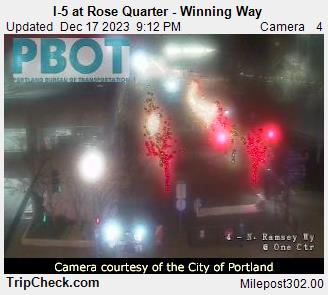 I-5 at Rose Quarter - Winning Way
Updated Dec 17 2023 9:12 PM Camera 4
PBOT
PORTLAND BUREAU OF TRANSPORTATION
4 - N. Ramsey Wy
@ One Ctr
Camera courtesy of the City of Portland
TripCheck.com Milepost302.00